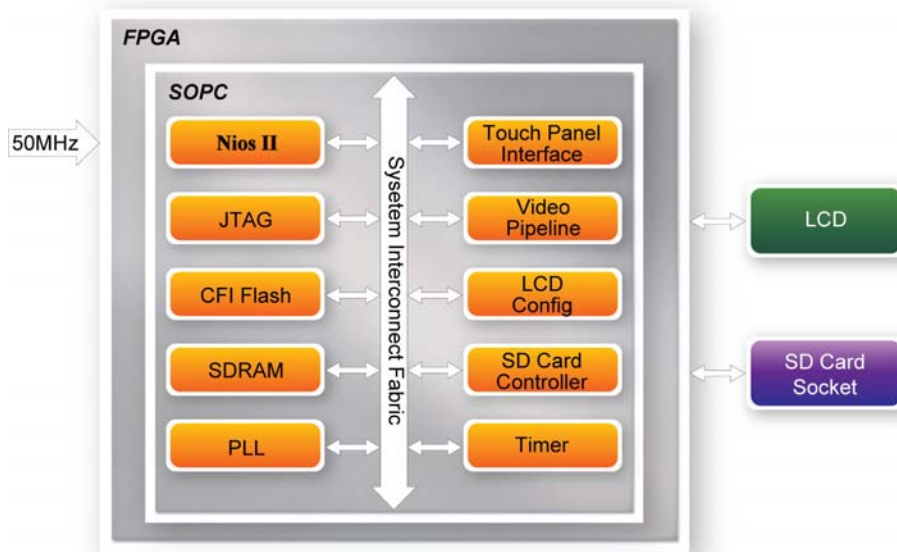 FPGA
SOPC
50MHz
Nios II
JTAG
CFI Flash
SDRAM
PLL
Sysetem Interconnect Fabric
Touch Panel
Interface
Video
Pipeline
LCD
Config
SD Card
Controller
Timer
LCD
SD Card
Socket